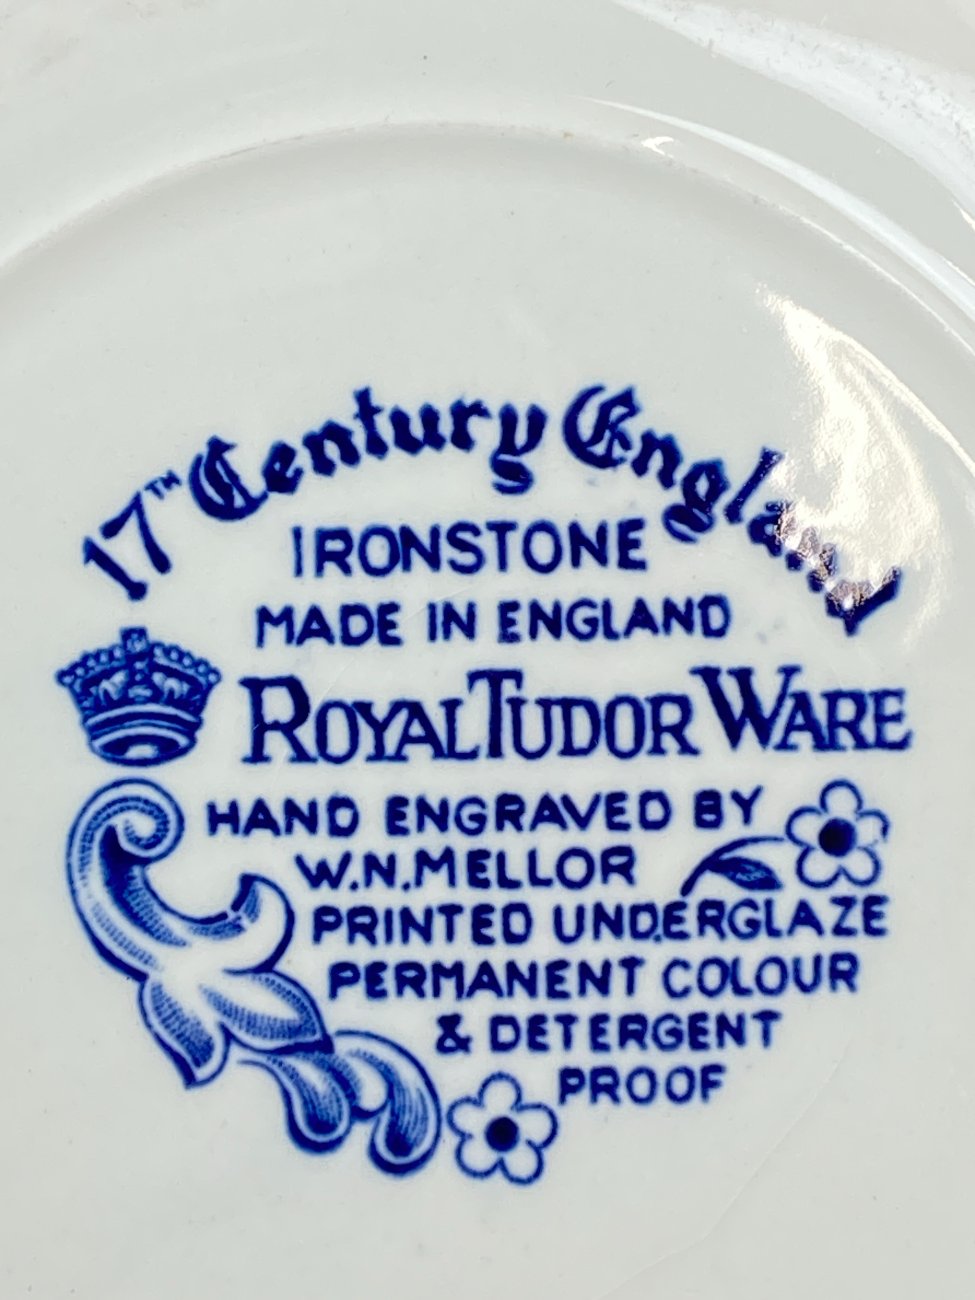 17TH Century England
IRONSTONE
MADE IN ENGLAND
ROYAL TUDOR WARE
HAND ENGRAVED BY
W.N.MELLOR
PRINTED UNDERGLAZE
PERMANENT COLOUR
& DETERGENT
PROOF